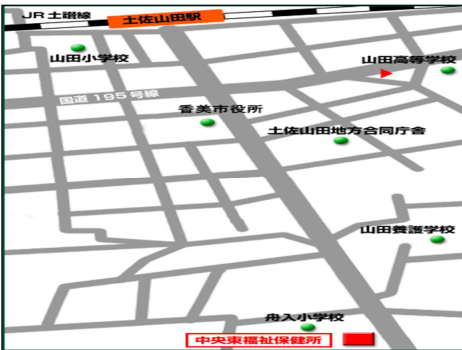 JR土讃線
土佐山田駅
山田小学校
山田高等学校
国道195号線
香美市役所
土佐山田地方合同庁舎
山田養護学校
舟入小学校
中央東福祉保健所